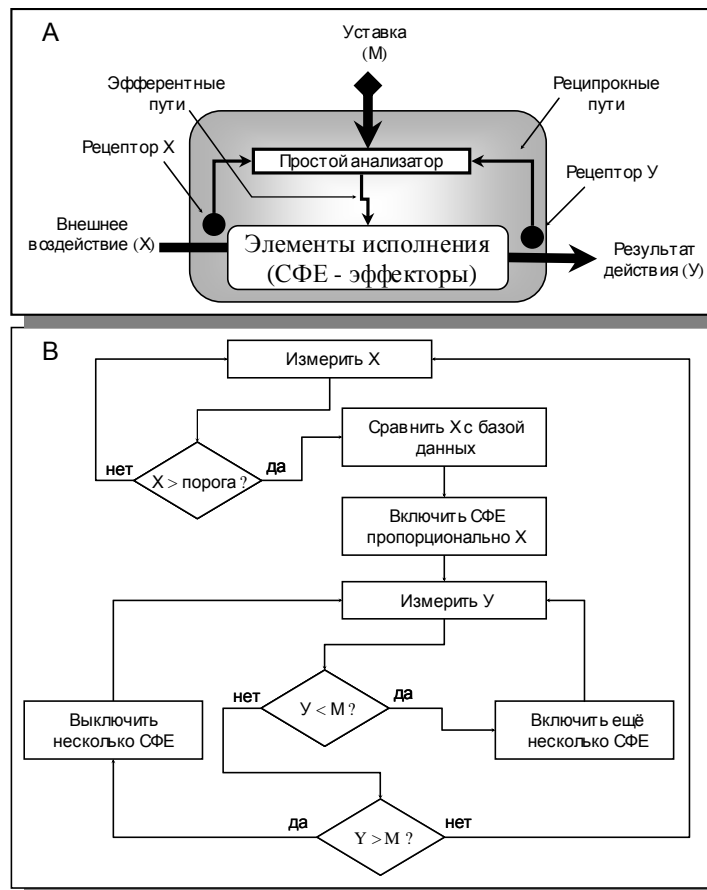 A
Уставка
(М)
Эфферентные
пути
Реципрокные
пути
Рецептор Х
Простой анализатор
Рецептор У
Внешнее
воздействие (Х)
Элементы исполнения
(СФЕ - эффекторы)
Результат
действия (У)
B
Измерить Х
нет
Х > порога ?
да
Сравнить Х с базой
данных
Включить СФЕ
пропорционально Х
Измерить У
нет
У < М ?
да
Выключить
несколько СФЕ
Включить ещё
несколько СФЕ
да
Y > М ?
нет